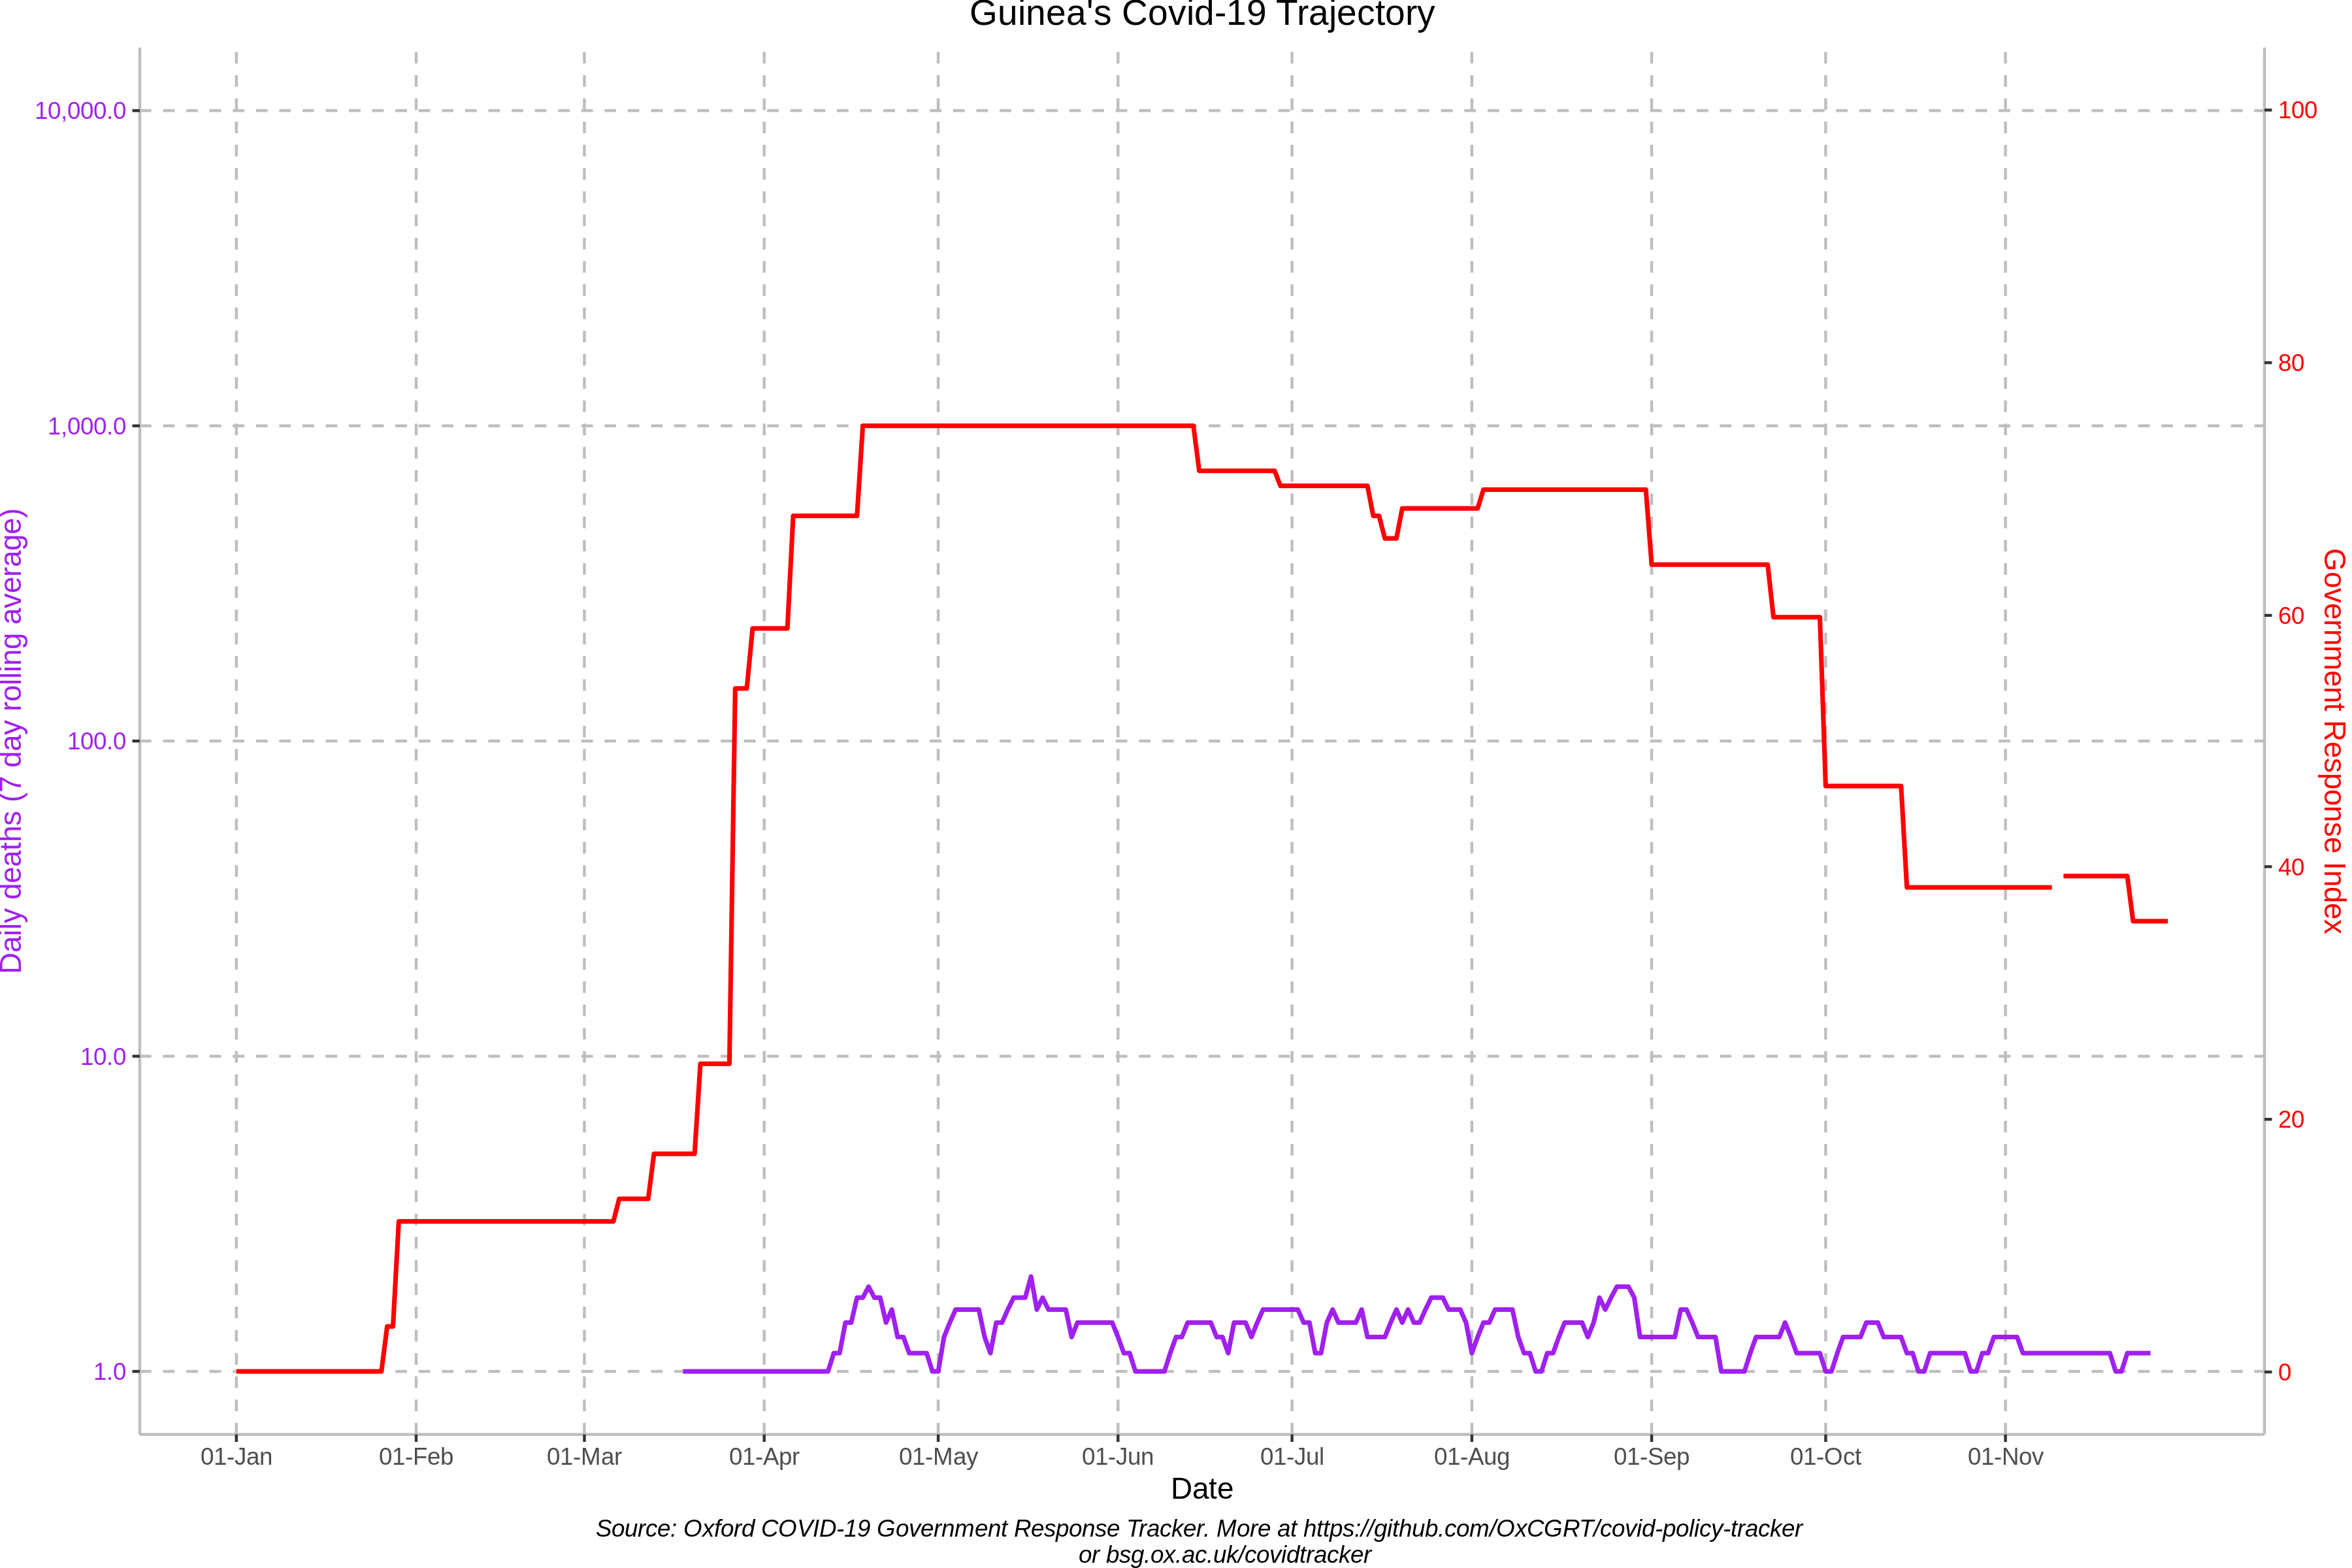 Guinea's Covid-19 Trajectory
10,000.0
1,000.0
100.0
10.0
1.0
Daily deaths (7 day rolling average)
100
80
60
40
20
0
Government Response Index
01-Jan
01-Feb
01-Mar
01-Apr
01-May
01-Jun
01-Jul
01-Aug
01-Sep
01-Oct
01-Nov
Date
Source: Oxford COVID-19 Government Response Tracker. More at https://github.com/OxCGRT/covid-policy-tracker
or bsg.ox.ac.uk/covidtracker